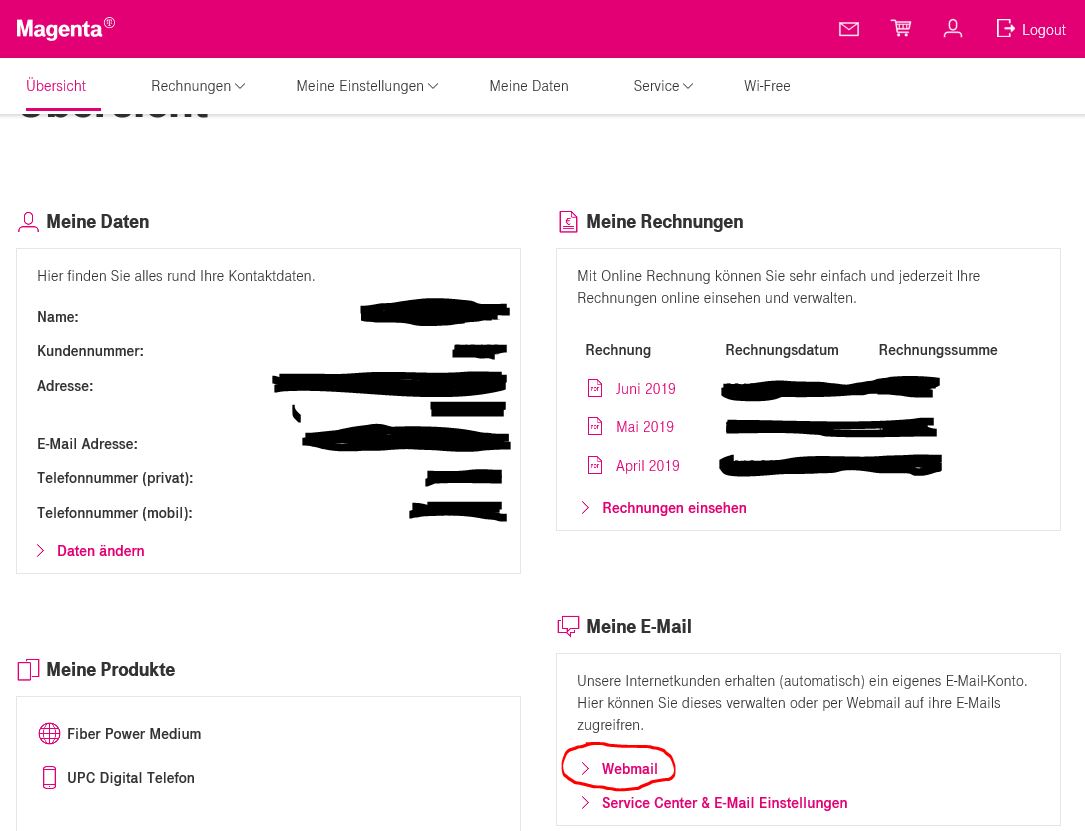 Magenta®
Logout
Übersicht Rechnungen Meine Einstellungen Meine Daten Service Wi-Free
Übersicht
Meine Daten
Hier finden Sie alles rund Ihre Kontaktdaten.
Name:
Kundennummer:
Adresse:
E-Mail Adresse:
Telefonnummer (privat):
Telefonnummer (mobil):
Daten ändern
Meine Rechnungen
Mit Online Rechnung können Sie sehr einfach und jederzeit Ihre
Rechnungen online einsehen und verwalten.
Rechnung Rechnungsdatum Rechnungssumme
PDF Juni 2019
PDF Mai 2019
PDF April 2019
Rechnungen einsehen
Meine Produkte
Fiber Power Medium
UPC Digital Telefon
Meine E-Mail
Unsere Internetkunden erhalten (automatisch) ein eigenes E-Mail-Konto.
Hier können Sie dieses verwalten oder per Webmail auf ihre E-Mails
zugreifen.
Webmail
Service Center & E-Mail Einstellungen